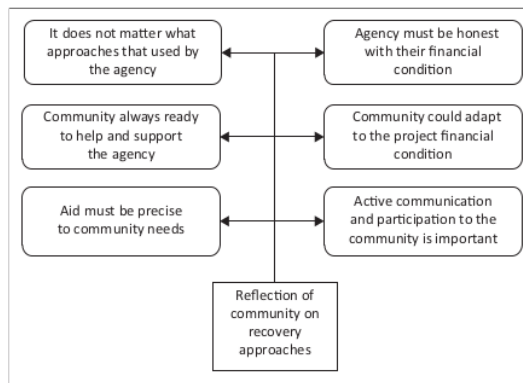 It does not matter what
approaches that used by
the agency
Agency must be honest
with their financial
condition
Community always ready
to help and support
the agency
Community could adapt
to the project financial
condition
Aid must be precise
to community needs
Active communication
and participation to the
community is important
Reflection of
community on
recovery
approaches